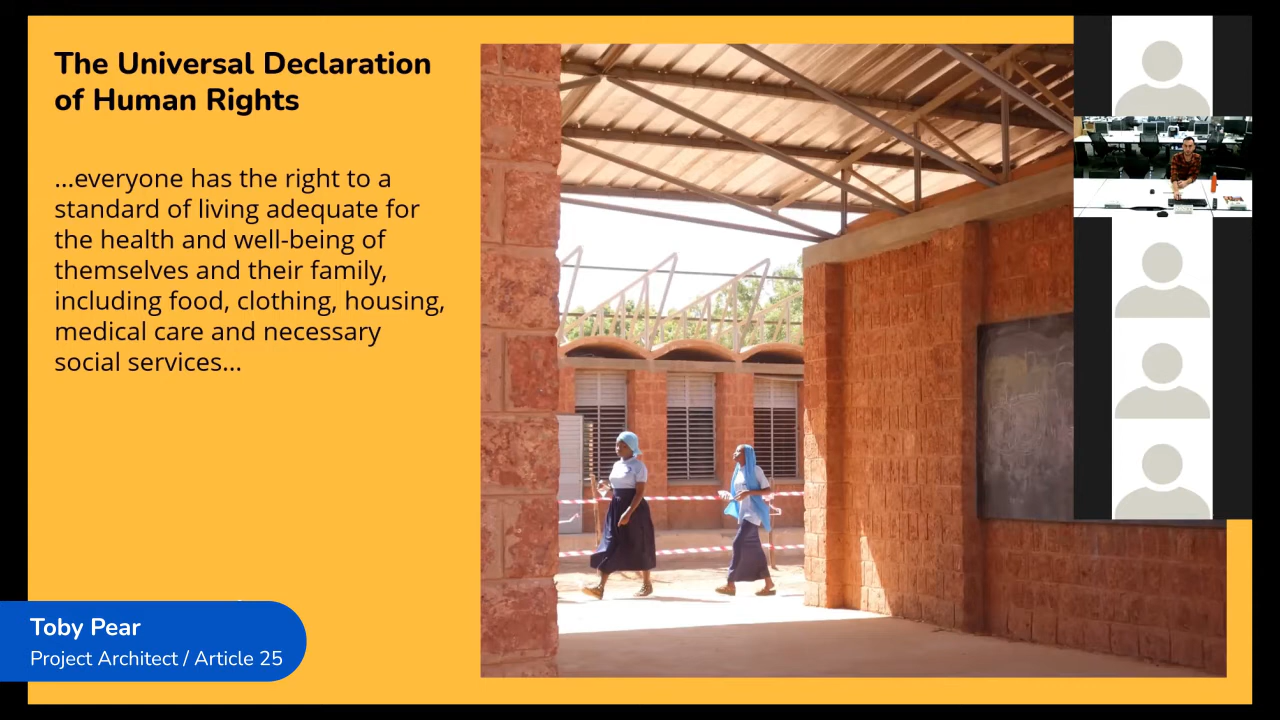 The Universal Declaration
of Human Rights
...everyone has the right to a
standard of living adequate for
the health and well-being of
themselves and their family,
including food, clothing, housing,
medical care and necessary
social services...
Toby Pear
Project Architect / Article 25